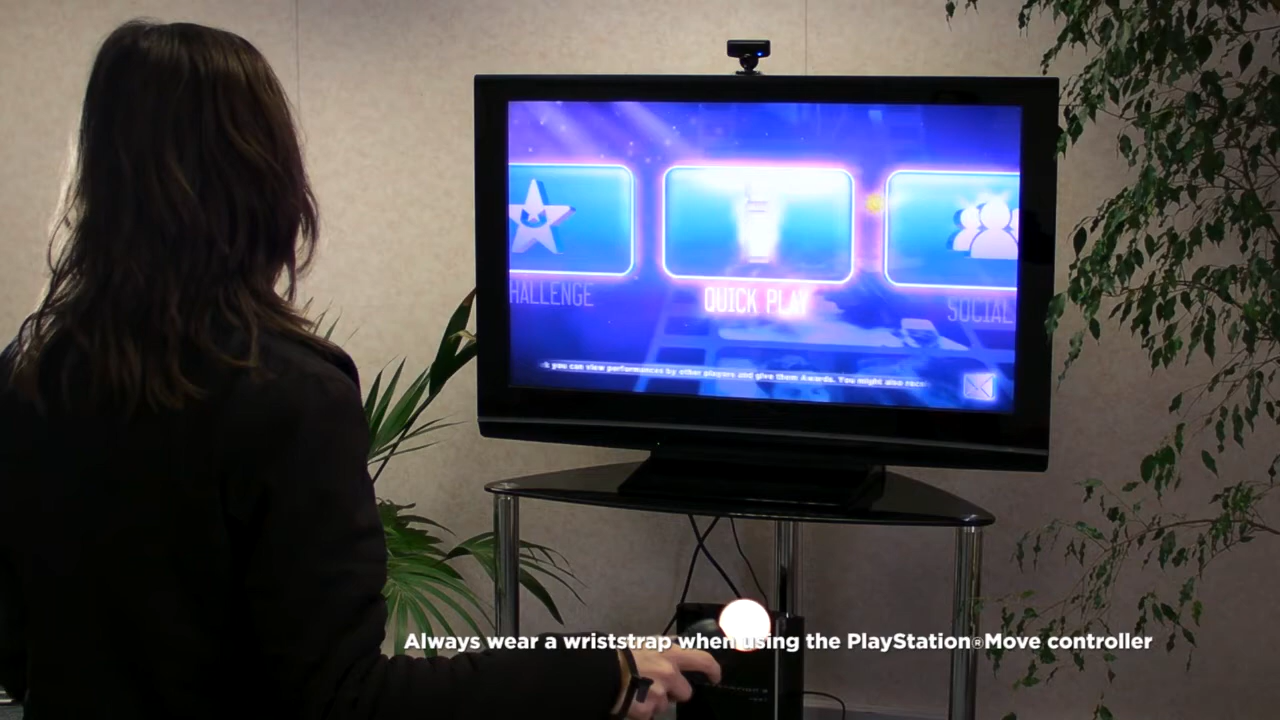 HALLENGE
QUICK PLAY
SOCIAL
you can view performances by other players and give them Awards. You might also rece
Always wear a wriststrap when using the PlayStation®Move controller